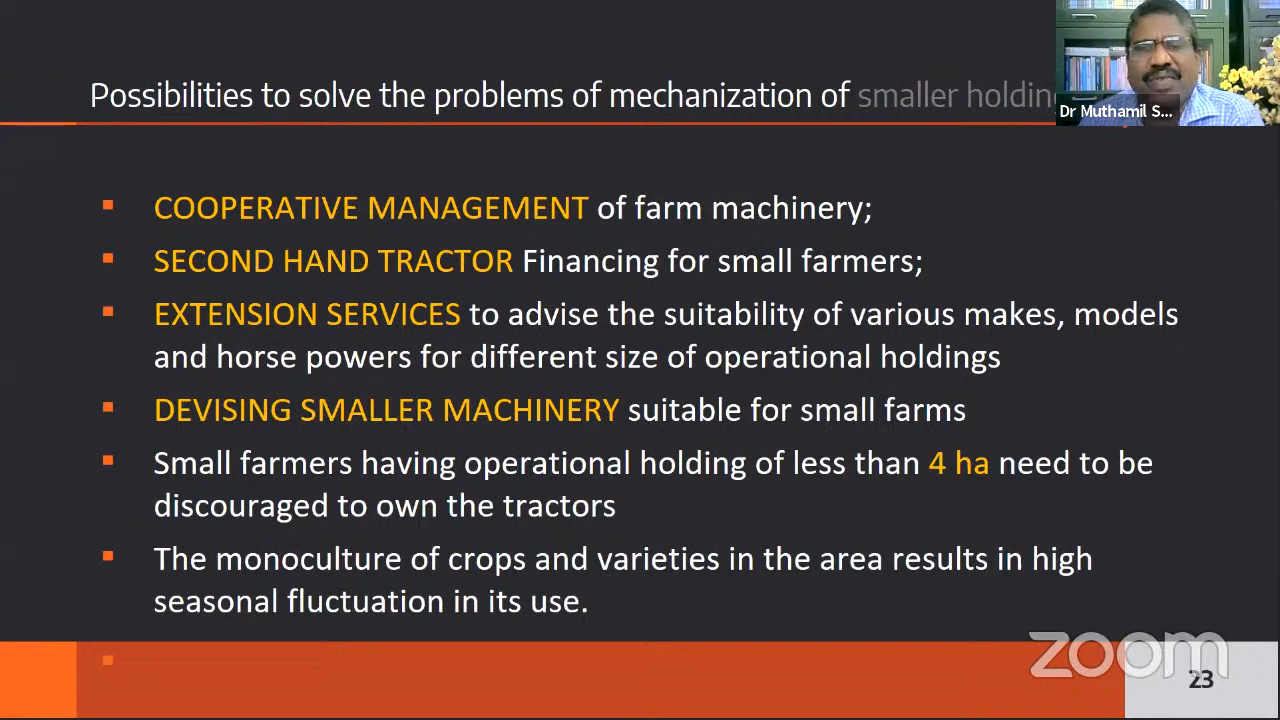 Possibilities to solve the problems of mechanization of smaller holdin
Dr Muthamil S...
COOPERATIVE MANAGEMENT of farm machinery;
SECOND HAND TRACTOR Financing for small farmers;
EXTENSION SERVICES to advise the suitability of various makes, models
and horse powers for different size of operational holdings
DEVISING SMALLER MACHINERY suitable for small farms
Small farmers having operational holding of less than 4 ha need to be
discouraged to own the tractors
The monoculture of crops and varieties in the area results in high
seasonal fluctuation in its use.
zoom
23